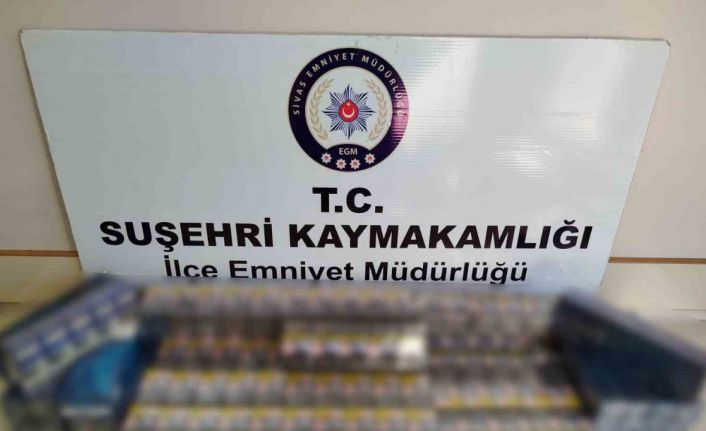 SİVAS EMNİYET MÜDÜRLÜĞÜ
EGM
T.C.
SUŞEHRİ KAYMAKAMLIĞI
İlçe Emniyet Müdürlüğü